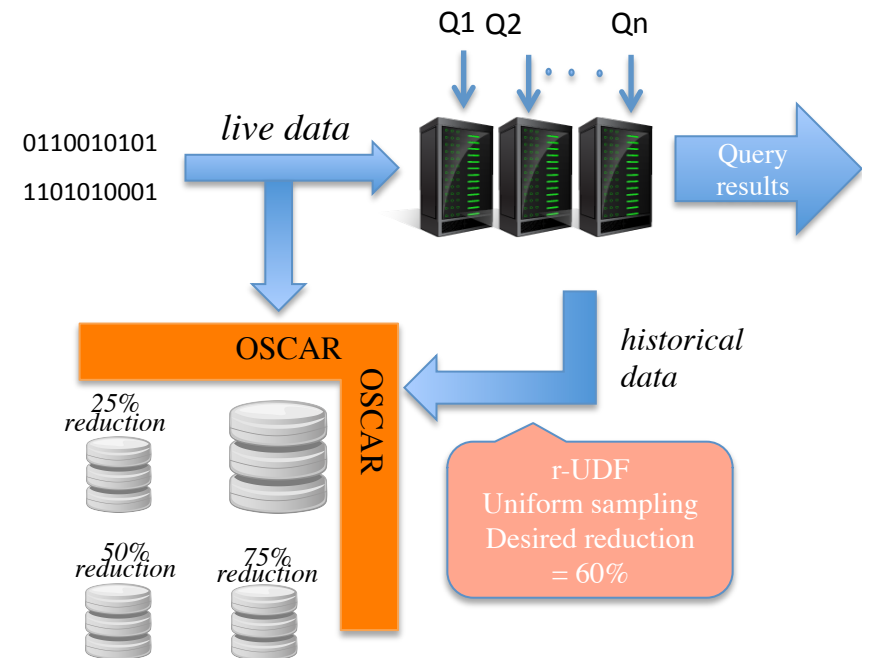 Q1 Q2 Qn
0110010101
1101010001
live data
Query
results
OSCAR
OSCAR
historical
data
25%
reduction
50%
reduction
75%
reduction
r-UDF
Uniform sampling
Desired reduction
= 60%